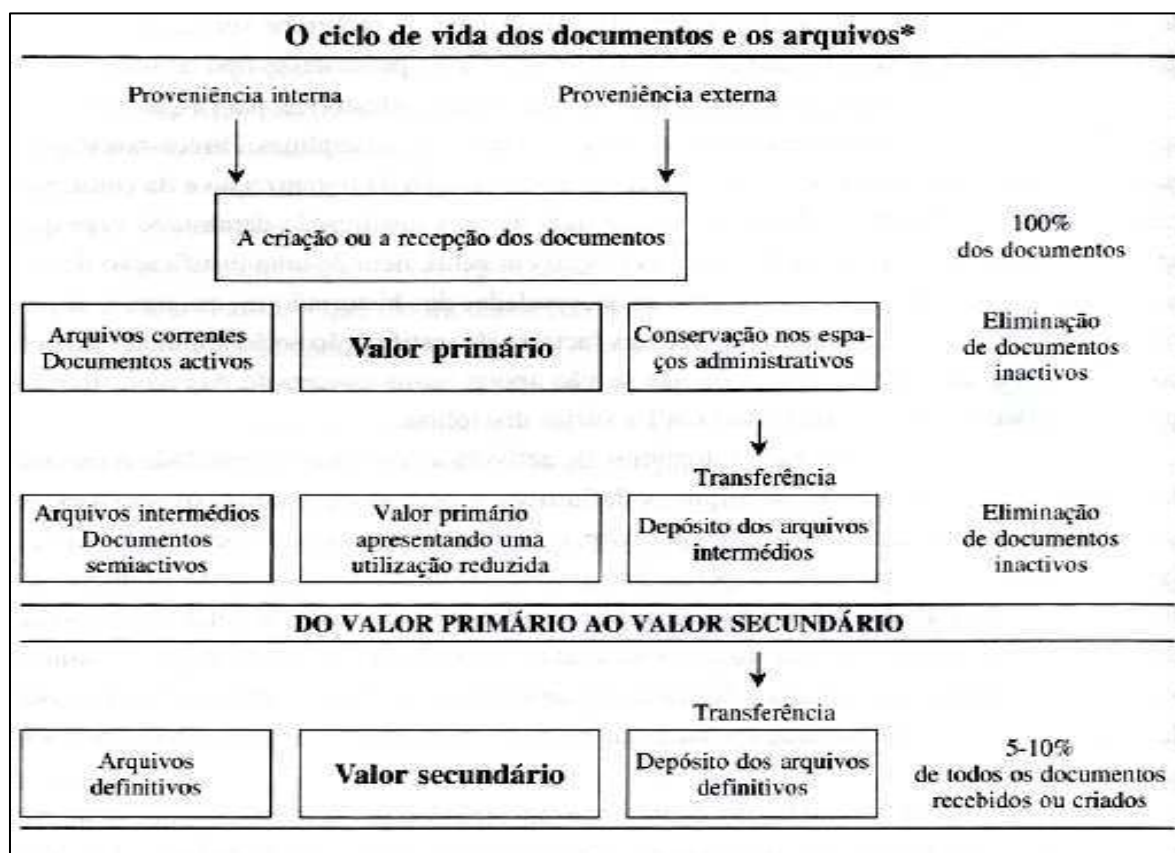 O ciclo de vida dos documentos e os arquivos*
Proveniência interna
Proveniência externa
A criação ou a recepção dos documentos
100%
dos documentos
Arquivos correntes
Documentos activos
Valor primário
Conservação nos espa-
ços administrativos
Eliminação
de documentos
inactivos
Transferência
Arquivos intermédios
Documentos
semiactivos
Valor primário
apresentando uma
utilização reduzida
Depósito dos arquivos
intermédios
Eliminação
de documentos
inactivos
DO VALOR PRIMÁRIO AO VALOR SECUNDÁRIO
Transferência
Arquivos
definitivos
Valor secundário
Depósito dos arquivos
definitivos
5-10%
de todos os documentos
recebidos ou criados